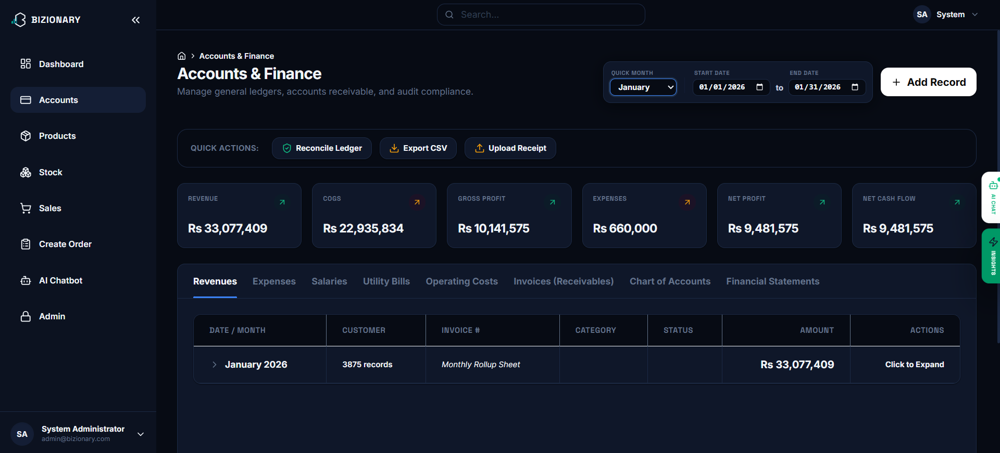 BIZIONARY
Search...
SA System
Dashboard
Accounts
Products
Stock
Sales
Create Order
AI Chatbot
Admin
SA
System Administrator
admin@bizionary.com
Accounts & Finance
Accounts & Finance
Manage general ledgers, accounts receivable, and audit compliance.
QUICK MONTH START DATE END DATE
January 01/01/2026 to 01/31/2026
Add Record
QUICK ACTIONS: Reconcile Ledger Export CSV Upload Receipt
REVENUE COGS GROSS PROFIT EXPENSES NET PROFIT NET CASH FLOW
Rs 33,077,409 Rs 22,935,834 Rs 10,141,575 Rs 660,000 Rs 9,481,575 Rs 9,481,575
AI CHAT
INSIGHTS
Revenues Expenses Salaries Utility Bills Operating Costs Invoices (Receivables) Chart of Accounts Financial Statements
DATE / MONTH CUSTOMER INVOICE # CATEGORY STATUS AMOUNT ACTIONS
January 2026 3875 records Monthly Rollup Sheet Rs 33,077,409 Click to Expand